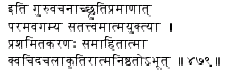 इति गुरुवचनाच्छ्रुतिप्रमाणात्
परमवगम्य सतत्त्वमात्मयुक्त्या ।
प्रशमितकरणः समाहितात्मा
क्वचिदचलाकृतिरात्मनिष्ठतोऽभूत् ॥४७९॥